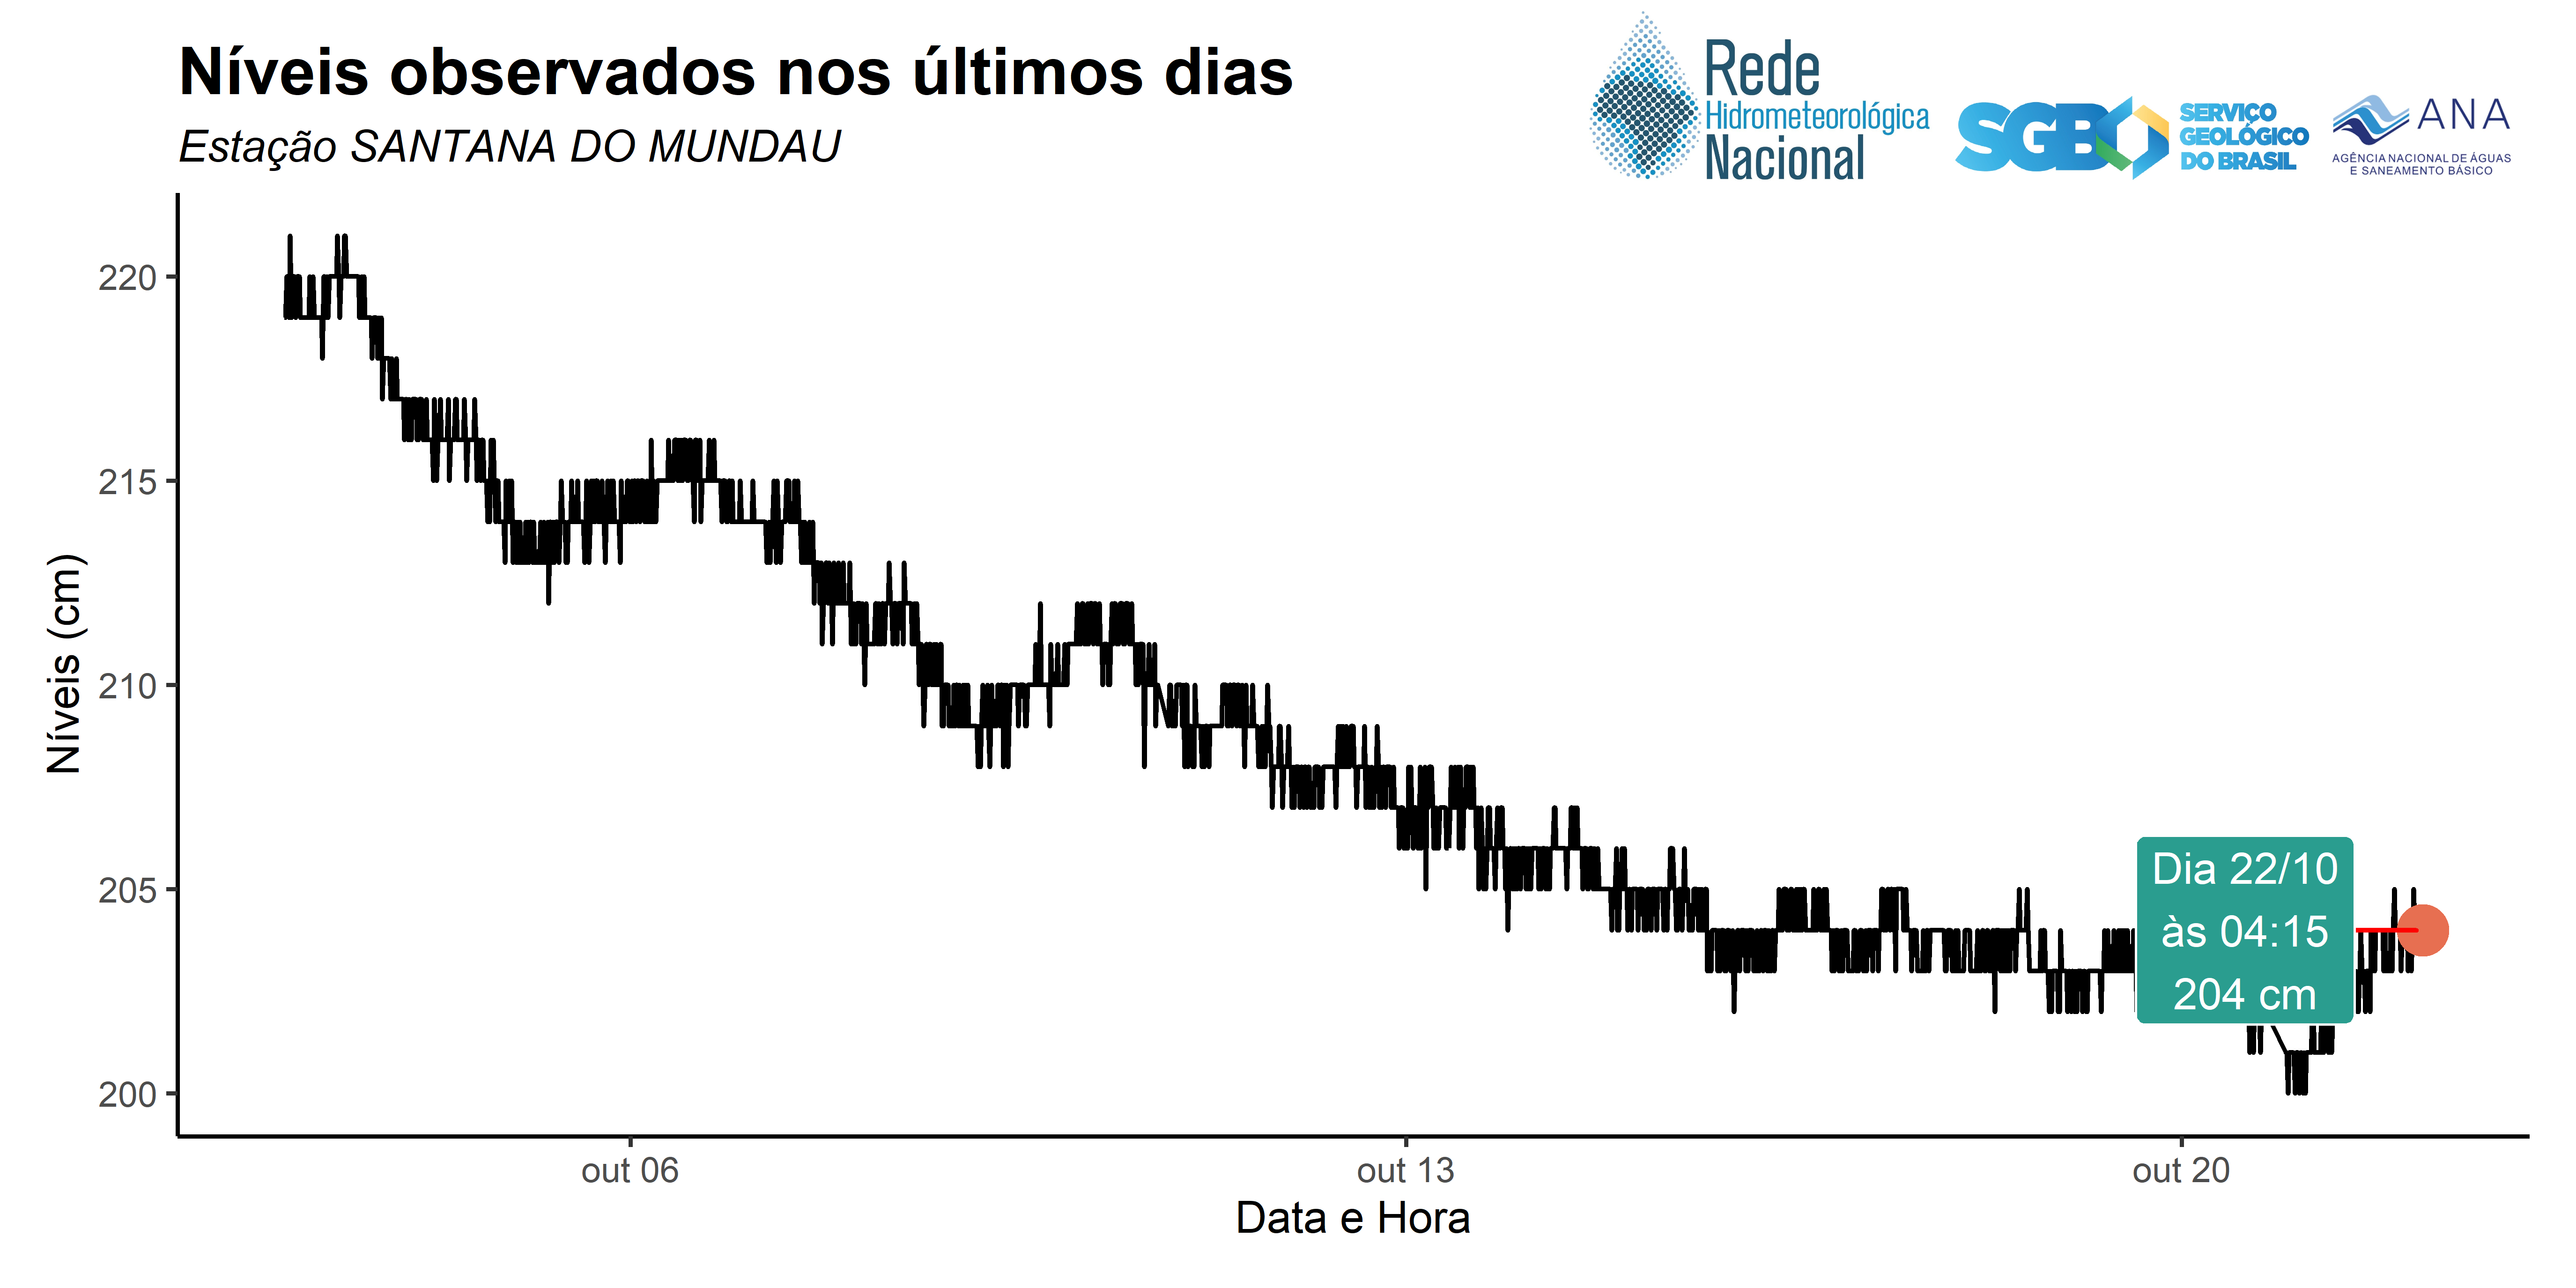 Níveis observados nos últimos dias
Estação SANTANA DO MUNDAU
Rede
Hidrometeorológica
Nacional
SGB
SERVIÇO
GEOLÓGICO
DO BRASIL
ANA
AGÊNCIA NACIONAL DE ÁGUAS
E SANEAMENTO BÁSICO
Níveis (cm)
220
215
210
205
200
Dia 22/10
às 04:15
204 cm
out 06
out 13
out 20
Data e Hora